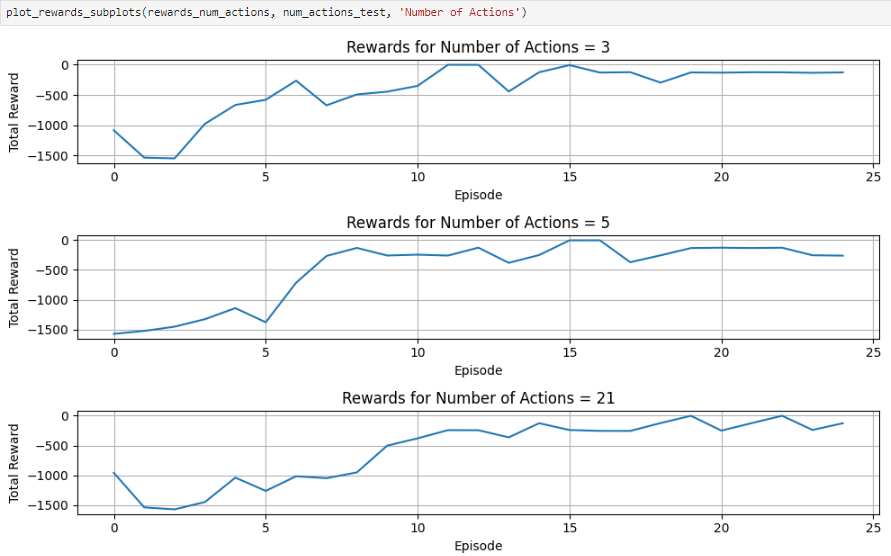 plot_rewards_subplots(rewards_num_actions, num_actions_test, 'Number of Actions')
Rewards for Number of Actions = 3
Total Reward
0
−500
−1000
−1500
0 5 10 15 20 25
Episode
Rewards for Number of Actions = 5
Total Reward
0
−500
−1000
−1500
0 5 10 15 20 25
Episode
Rewards for Number of Actions = 21
Total Reward
0
−500
−1000
−1500
0 5 10 15 20 25
Episode